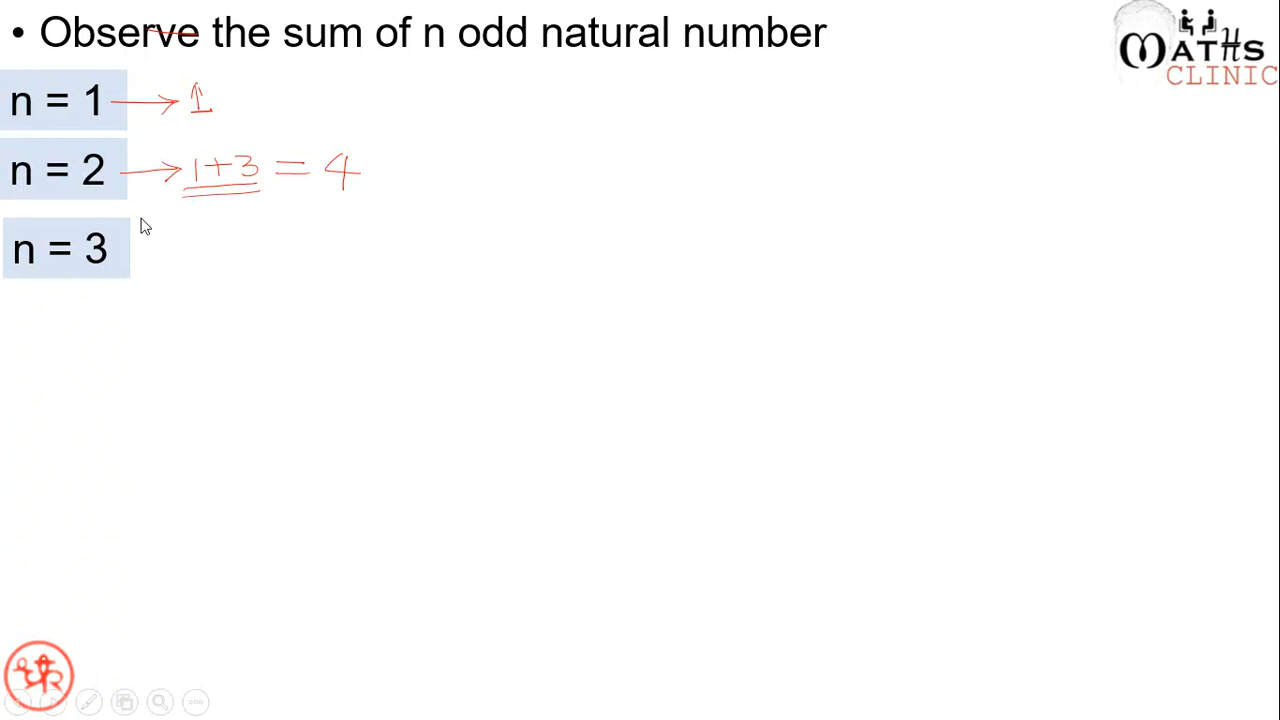 • Observe the sum of n odd natural number
MATHS
CLINIC
n = 1 → 1
n = 2 → 1+3 = 4
n = 3